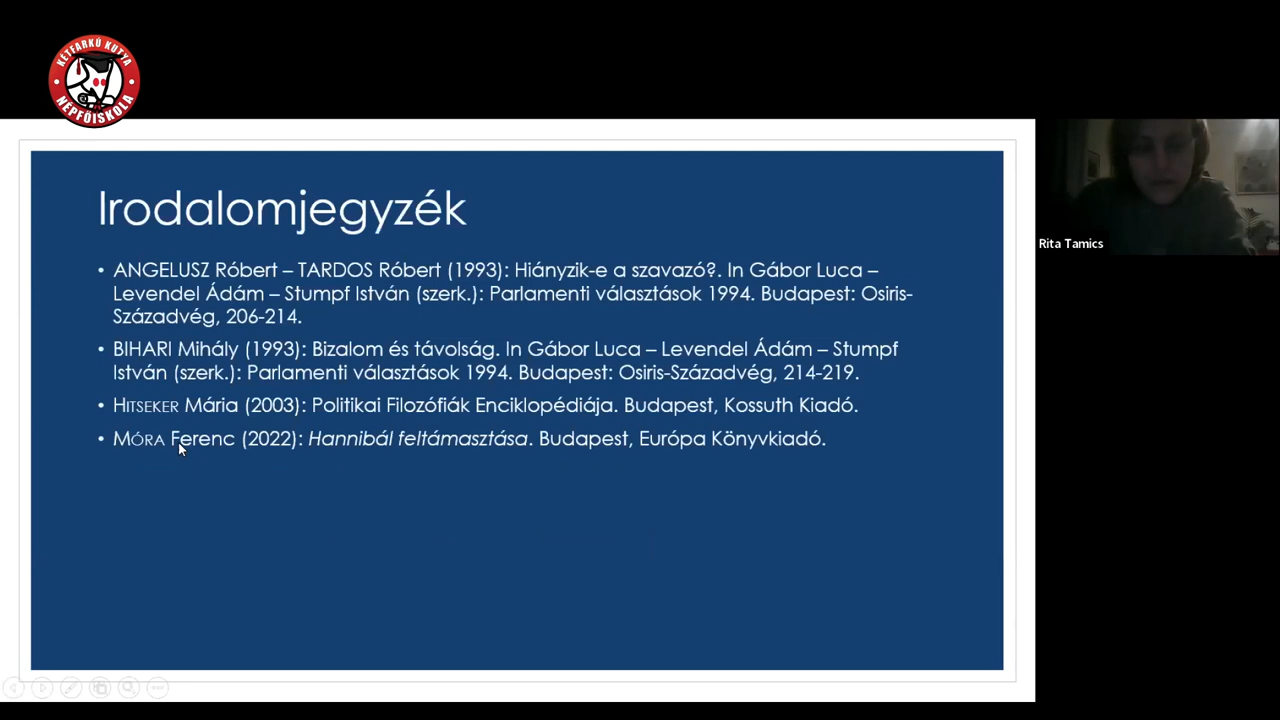 KÉTFARKÚ KUTYA
NÉPFŐISKOLA
Irodalomjegyzék
• ANGELUSZ Róbert – TARDOS Róbert (1993): Hiányzik-e a szavazó?. In Gábor Luca –
Levendel Ádám – Stumpf István (szerk.): Parlamenti választások 1994. Budapest: Osiris-
Századvég, 206-214.
• BIHARI Mihály (1993): Bizalom és távolság. In Gábor Luca – Levendel Ádám – Stumpf
István (szerk.): Parlamenti választások 1994. Budapest: Osiris-Századvég, 214-219.
• HITSEKER Mária (2003): Politikai Filozófiák Enciklopédiája. Budapest, Kossuth Kiadó.
• MÓRA Ferenc (2022): Hannibál feltámasztása. Budapest, Európa Könyvkiadó.
Rita Tamics